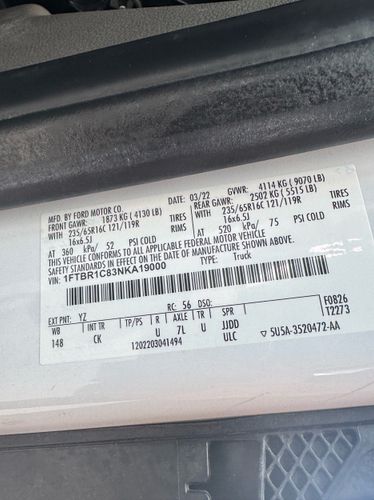 MFD. BY FORD MOTOR CO.
DATE: 03/22 GVWR: 4114 KG ( 9070 LB)
FRONT GAWR: 1873 KG ( 4130 LB) REAR GAWR: 2502 KG ( 5515 LB)
235/65R16C 121/119R TIRES 235/65R16C 121/119R TIRES
16x6.5J RIMS 16x6.5J RIMS
AT 360 kPa/ 52 PSI COLD AT 520 kPa/ 75 PSI COLD
THIS VEHICLE CONFORMS TO ALL APPLICABLE FEDERAL MOTOR VEHICLE
SAFETY STANDARDS IN EFFECT ON THE DATE OF MANUFACTURE SHOWN ABOVE.
VIN: 1FTBR1C83NKA19000 TYPE: Truck
EXT PNT: YZ RC: 56 DSO: F0826
WB INT TR TP/PS R AXLE TR SPR T2273
148 CK U 7L U JJDD
1202203041494 ULC 5U5A-3520472-AA